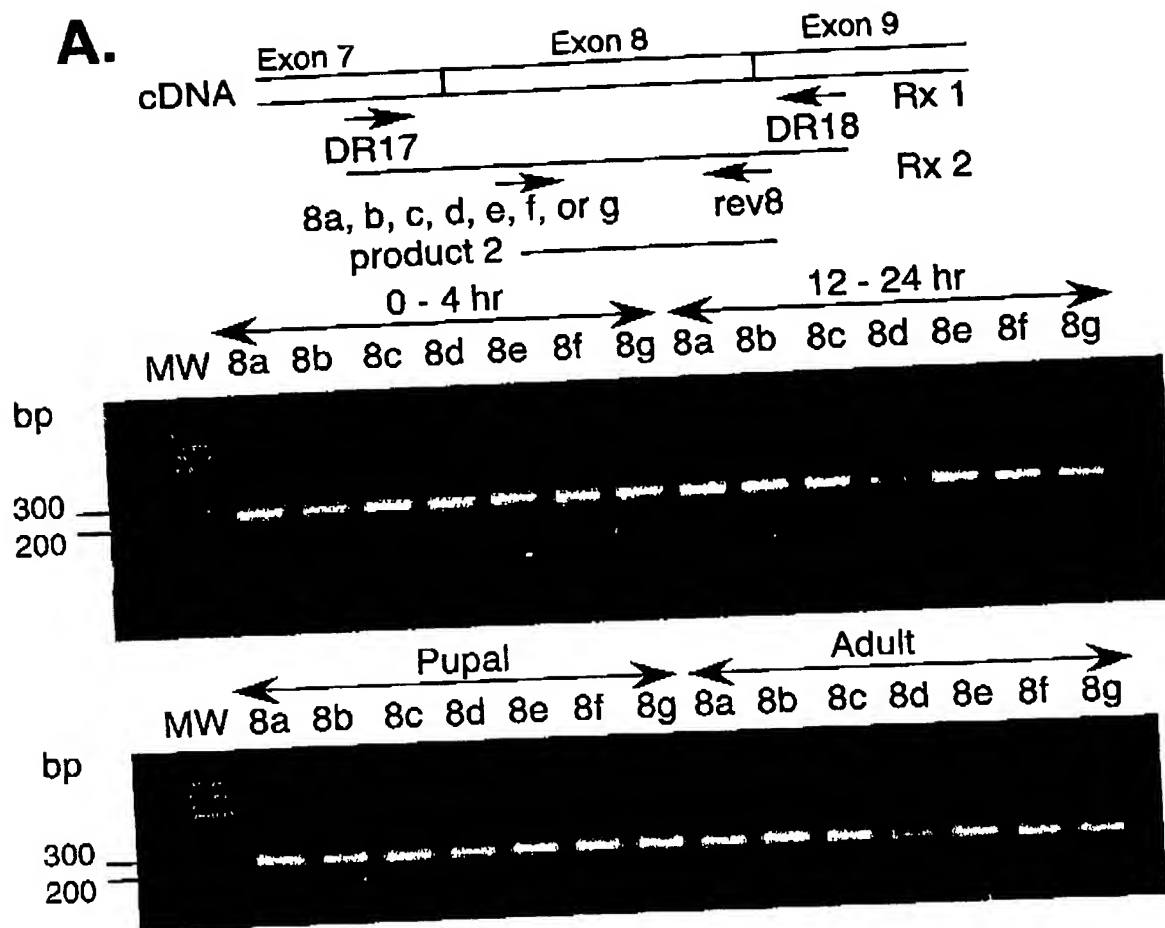 A.
Exon 7 Exon 8 Exon 9
cDNA Rx 1
DR17 DR18
Rx 2
8a, b, c, d, e, f, or g rev8
product 2
0 - 4 hr 12 - 24 hr
MW 8a 8b 8c 8d 8e 8f 8g 8a 8b 8c 8d 8e 8f 8g
bp
300
200
Pupal Adult
MW 8a 8b 8c 8d 8e 8f 8g 8a 8b 8c 8d 8e 8f 8g
bp
300
200